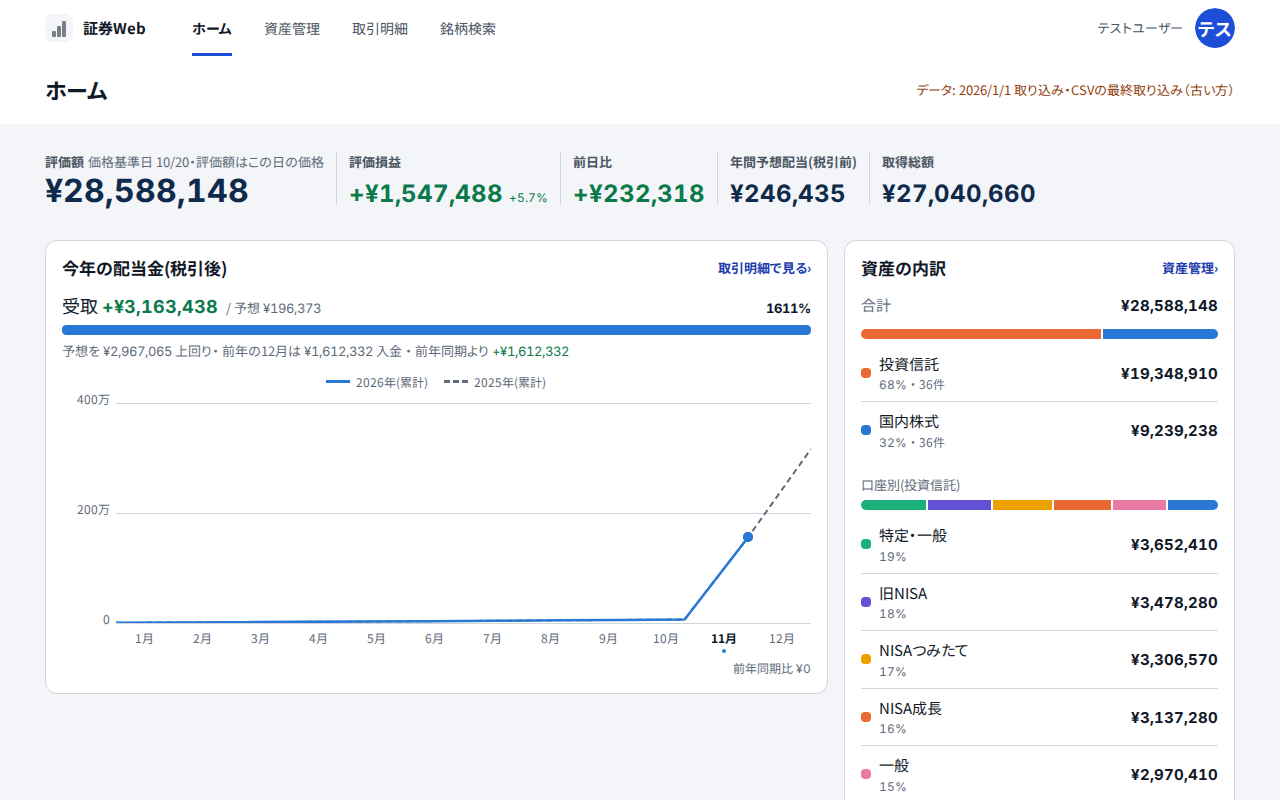 証券Web
ホーム
資産管理
取引明細
銘柄検索
テストユーザー
テス
ホーム
データ: 2026/1/1 取り込み・CSVの最終取り込み（古い方）
評価額 価格基準日 10/20・評価額はこの日の価格
¥28,588,148
評価損益
+¥1,547,488 +5.7%
前日比
+¥232,318
年間予想配当(税引前)
¥246,435
取得総額
¥27,040,660
今年の配当金(税引後)
取引明細で見る›
受取 +¥3,163,438 / 予想 ¥196,373
1611%
予想を ¥2,967,065 上回り・前年の12月は ¥1,612,332 入金・前年同期より +¥1,612,332
2026年(累計)
2025年(累計)
400万
200万
0
1月 2月 3月 4月 5月 6月 7月 8月 9月 10月 11月 12月
前年同期比 ¥0
資産の内訳
資産管理›
合計
¥28,588,148
投資信託
68%・36件
¥19,348,910
国内株式
32%・36件
¥9,239,238
口座別(投資信託)
特定・一般
19%
¥3,652,410
旧NISA
18%
¥3,478,280
NISAつみたて
17%
¥3,306,570
NISA成長
16%
¥3,137,280
一般
15%
¥2,970,410